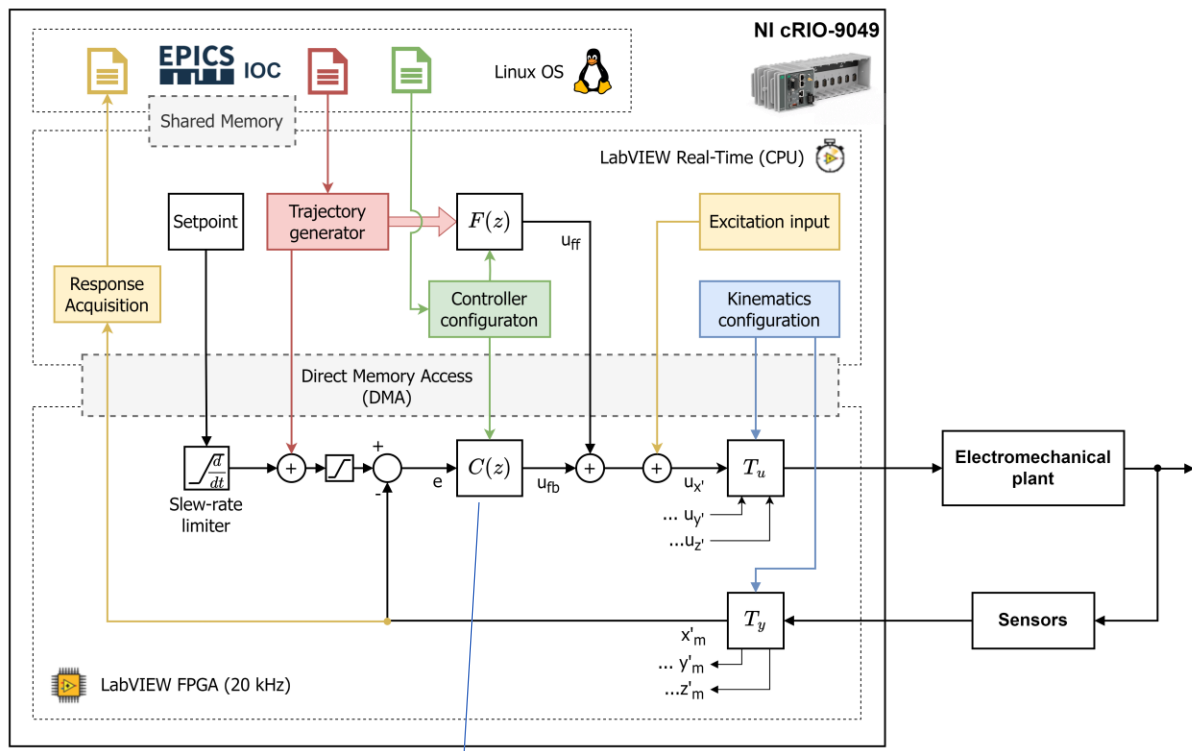 NI cRIO-9049
EPICS
IOC
Linux OS
Shared Memory
LabVIEW Real-Time (CPU)
Setpoint
Trajectory
generator
F(z)
u_ff
Excitation input
Response
Acquisition
Controller
configuraton
Kinematics
configuration
Direct Memory Access
(DMA)
d
dt
Slew-rate
limiter
+
+
-
e
C(z)
u_fb
+
+
u_x'
T_u
... u_y'
...u_z'
Electromechanical
plant
Sensors
T_y
x'_m
... y'_m
...z'_m
LabVIEW FPGA (20 kHz)